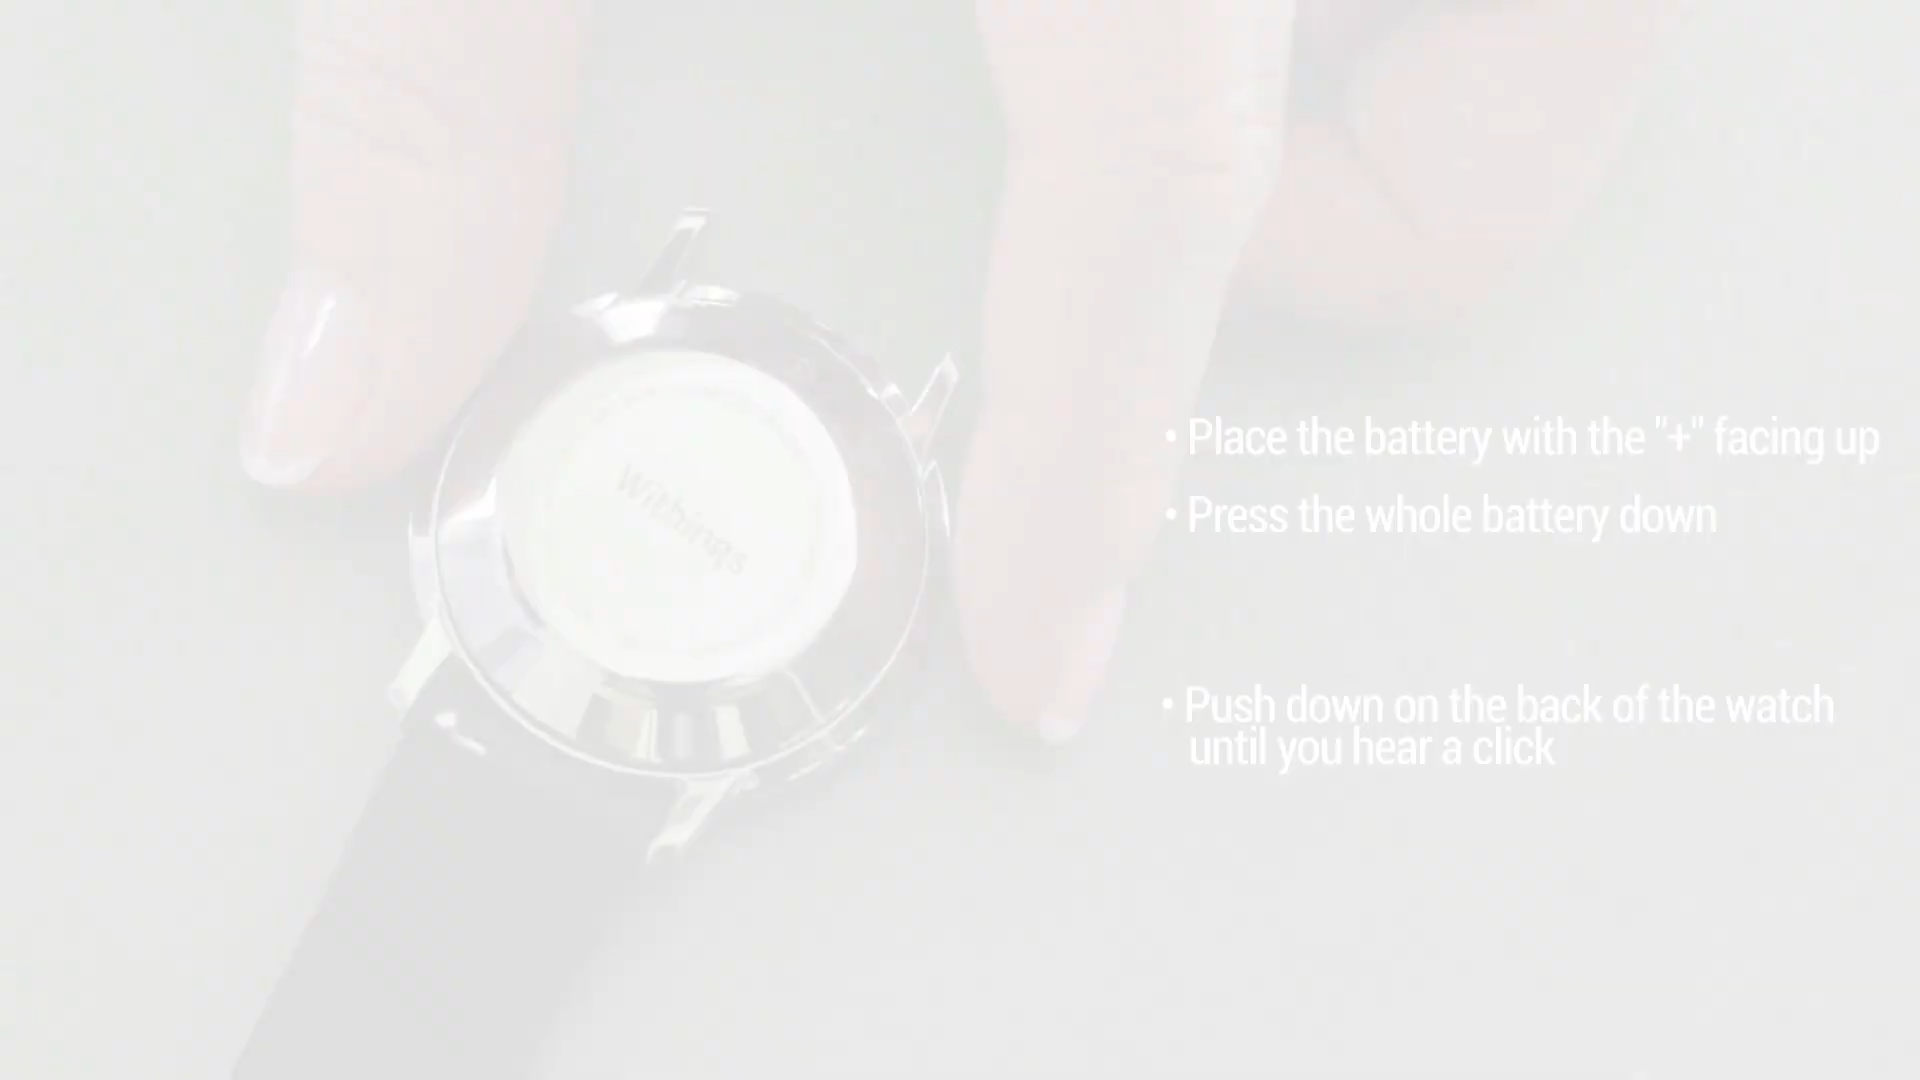 Withings
• Place the battery with the "+" facing up
• Press the whole battery down
• Push down on the back of the watch
until you hear a click